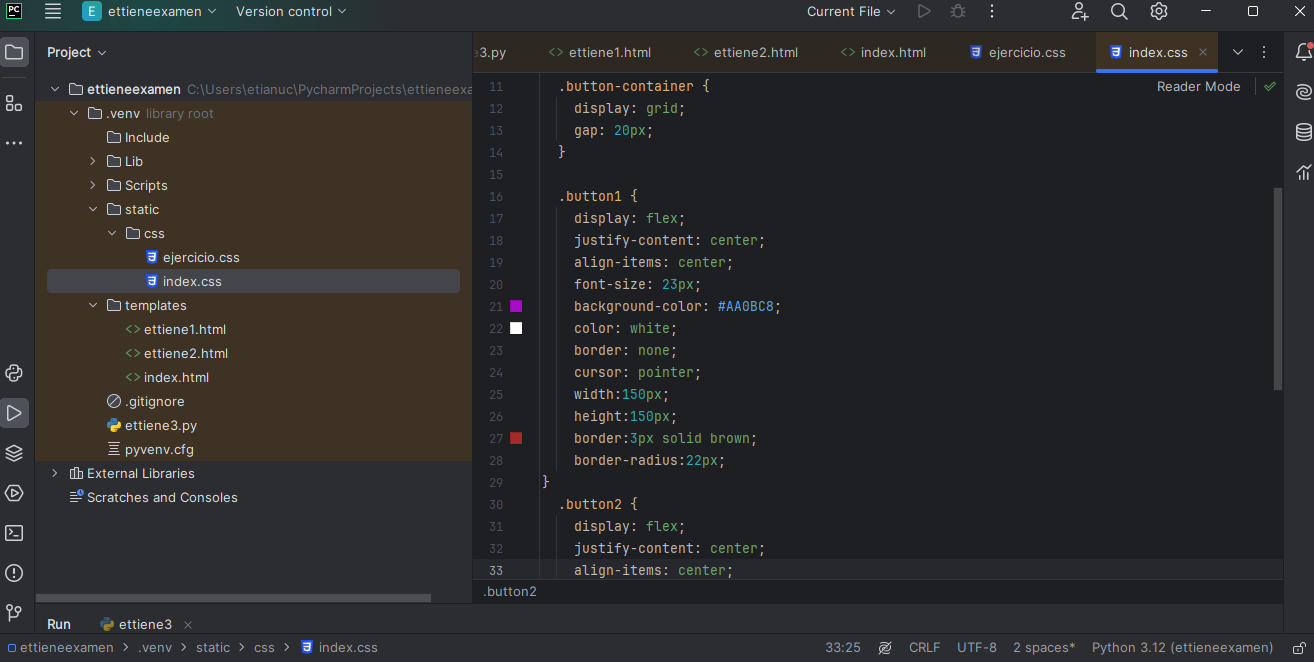 PC E ettieneexamen Version control Current File
Project
ettieneexamen C:\Users\etianuc\PycharmProjects\ettieneexa
.venv library root
Include
Lib
Scripts
static
css
ejercicio.css
index.css
templates
ettiene1.html
ettiene2.html
index.html
.gitignore
ettiene3.py
pyvenv.cfg
External Libraries
Scratches and Consoles
3.py ettiene1.html ettiene2.html index.html ejercicio.css index.css
Reader Mode
11 .button-container {
12 display: grid;
13 gap: 20px;
14 }
15
16 .button1 {
17 display: flex;
18 justify-content: center;
19 align-items: center;
20 font-size: 23px;
21 background-color: #AA0BC8;
22 color: white;
23 border: none;
24 cursor: pointer;
25 width:150px;
26 height:150px;
27 border:3px solid brown;
28 border-radius:22px;
29 }
30 .button2 {
31 display: flex;
32 justify-content: center;
33 align-items: center;
.button2
Run ettiene3
ettieneexamen > .venv > static > css > index.css 33:25 CRLF UTF-8 2 spaces* Python 3.12 (ettieneexamen)